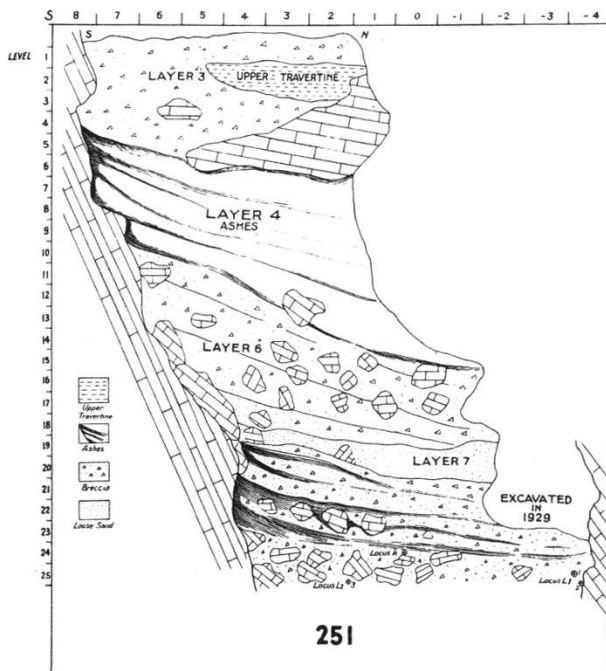 S 8 7 6 5 4 3 2 1 0 -1 -2 -3 -4
LEVEL
S N
1
2
3
4
5
6
7
8
9
10
11
12
13
14
15
16
17
18
19
20
21
22
23
24
25
LAYER 3
UPPER TRAVERTINE
LAYER 4
ASHES
LAYER 6
LAYER 7
EXCAVATED
IN
1929
Upper
Travertine
Ashes
Breccia
Loose Sand
Locus K
Locus L2 3
Locus L1
2
251